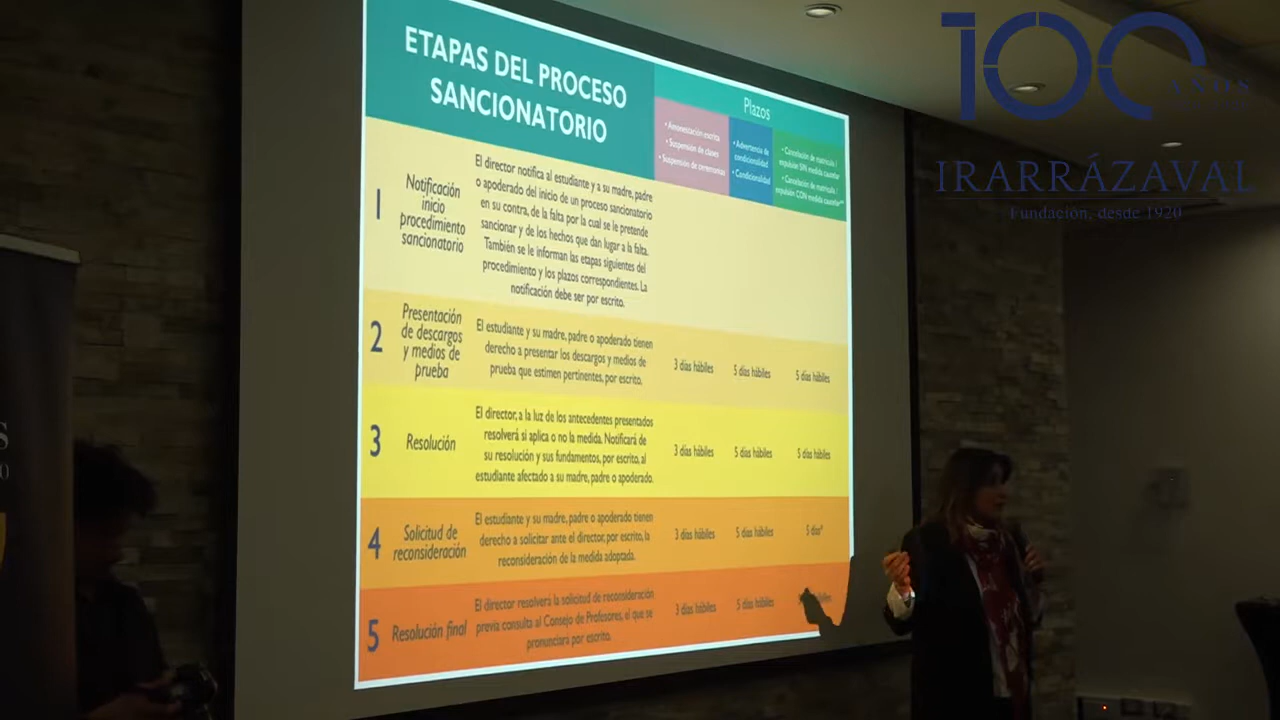 ETAPAS DEL PROCESO
SANCIONATORIO
Plazos
• Amonestación escrita
• Suspensión de clases
• Suspensión de ceremonias
• Advertencia de
condicionalidad
• Condicionalidad
• Cancelación de matrícula /
expulsión SIN medida cautelar
• Cancelación de matrícula /
expulsión CON medida cautelar**
1
Notificación
inicio
procedimiento
sancionatorio
El director notifica al estudiante y a su madre, padre
o apoderado del inicio de un proceso sancionatorio
en su contra, de la falta por la cual se le pretende
sancionar y de los hechos que dan lugar a la falta.
También se le informan las etapas siguientes del
procedimiento y los plazos correspondientes. La
notificación debe ser por escrito.
2
Presentación
de descargos
y medios de
prueba
El estudiante y su madre, padre o apoderado tienen
derecho a presentar los descargos y medios de
prueba que estimen pertinentes, por escrito.
3 días hábiles
5 días hábiles
5 días hábiles
3
Resolución
El director, a la luz de los antecedentes presentados
resolverá si aplica o no la medida. Notificará de
su resolución y sus fundamentos, por escrito, al
estudiante afectado a su madre, padre o apoderado.
3 días hábiles
5 días hábiles
5 días hábiles
4
Solicitud de
reconsideración
El estudiante y su madre, padre o apoderado tienen
derecho a solicitar ante el director, por escrito, la
reconsideración de la medida adoptada.
3 días hábiles
5 días hábiles
5 días*
5
Resolución final
El director resolverá la solicitud de reconsideración
previa consulta al Consejo de Profesores, el que se
pronunciará por escrito.
3 días hábiles
5 días hábiles
100
AÑOS
IRARRÁZAVAL
Fundación, desde 1920
S
0